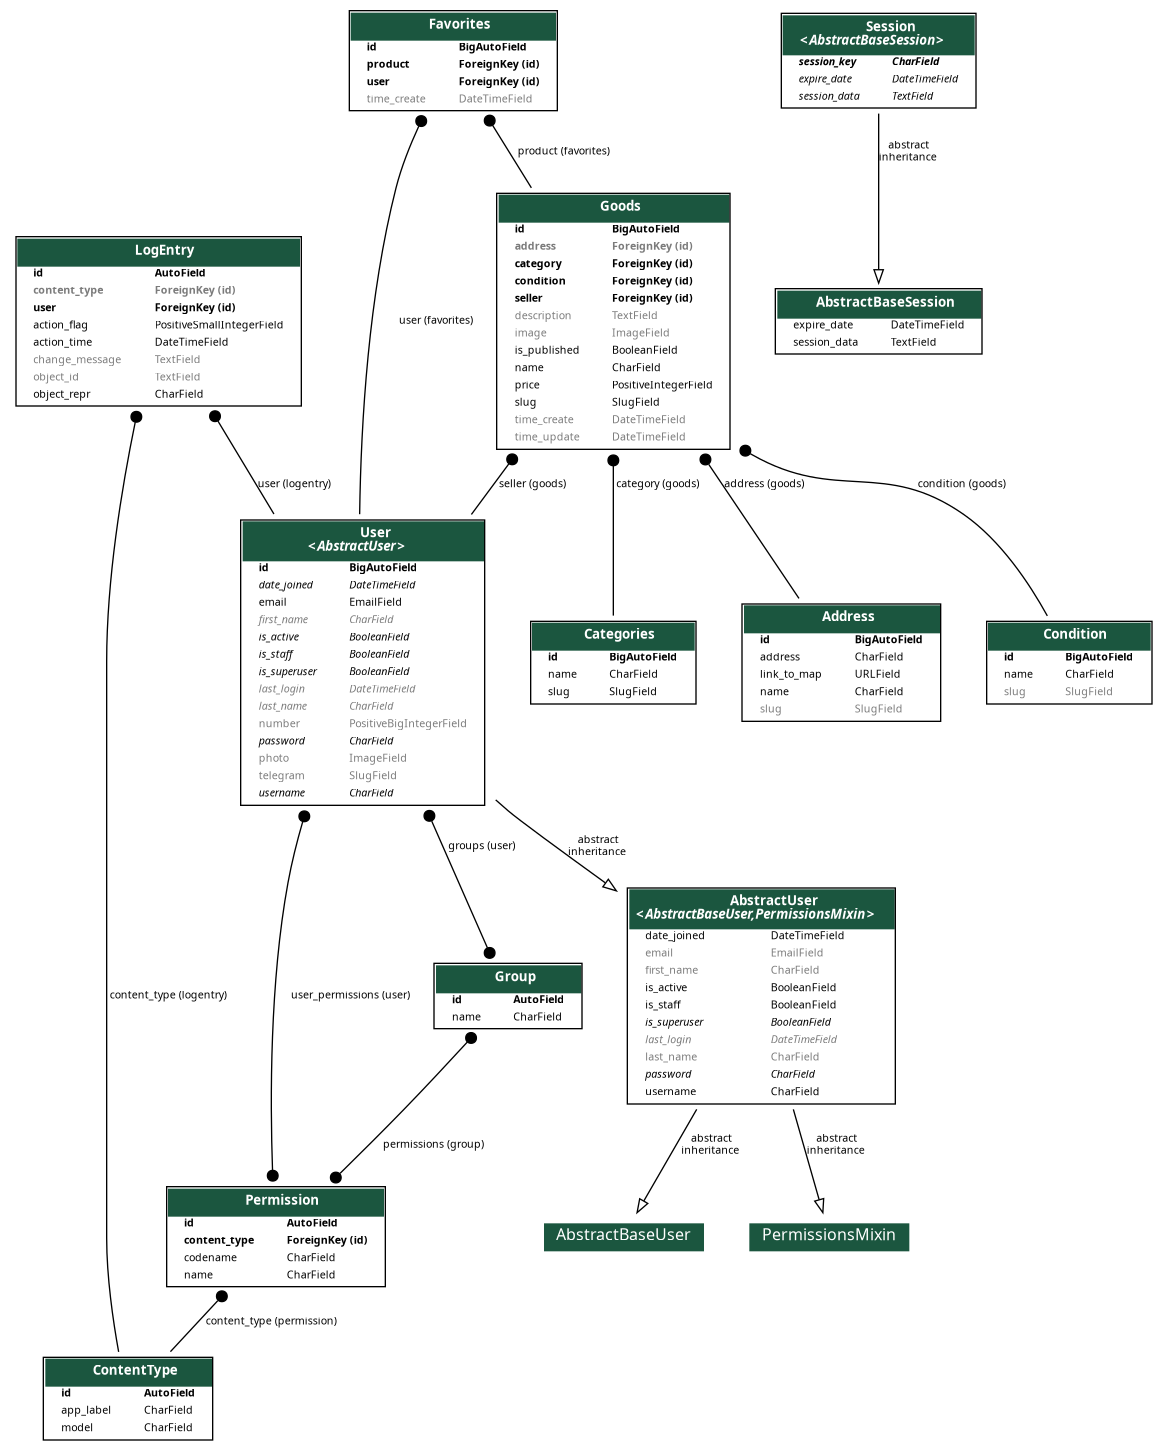 Favorites
id BigAutoField
product ForeignKey (id)
user ForeignKey (id)
time_create DateTimeField
Session
<AbstractBaseSession>
session_key CharField
expire_date DateTimeField
session_data TextField
product (favorites)
abstract
inheritance
Goods
id BigAutoField
address ForeignKey (id)
category ForeignKey (id)
condition ForeignKey (id)
seller ForeignKey (id)
description TextField
image ImageField
is_published BooleanField
name CharField
price PositiveIntegerField
slug SlugField
time_create DateTimeField
time_update DateTimeField
LogEntry
id AutoField
content_type ForeignKey (id)
user ForeignKey (id)
action_flag PositiveSmallIntegerField
action_time DateTimeField
change_message TextField
object_id TextField
object_repr CharField
user (favorites)
AbstractBaseSession
expire_date DateTimeField
session_data TextField
user (logentry)
seller (goods)
category (goods)
address (goods)
condition (goods)
User
<AbstractUser>
id BigAutoField
date_joined DateTimeField
email EmailField
first_name CharField
is_active BooleanField
is_staff BooleanField
is_superuser BooleanField
last_login DateTimeField
last_name CharField
number PositiveBigIntegerField
password CharField
photo ImageField
telegram SlugField
username CharField
Categories
id BigAutoField
name CharField
slug SlugField
Address
id BigAutoField
address CharField
link_to_map URLField
name CharField
slug SlugField
Condition
id BigAutoField
name CharField
slug SlugField
groups (user)
abstract
inheritance
AbstractUser
<AbstractBaseUser,PermissionsMixin>
date_joined DateTimeField
email EmailField
first_name CharField
is_active BooleanField
is_staff BooleanField
is_superuser BooleanField
last_login DateTimeField
last_name CharField
password CharField
username CharField
content_type (logentry)
user_permissions (user)
Group
id AutoField
name CharField
permissions (group)
abstract
inheritance
abstract
inheritance
Permission
id AutoField
content_type ForeignKey (id)
codename CharField
name CharField
AbstractBaseUser
PermissionsMixin
content_type (permission)
ContentType
id AutoField
app_label CharField
model CharField